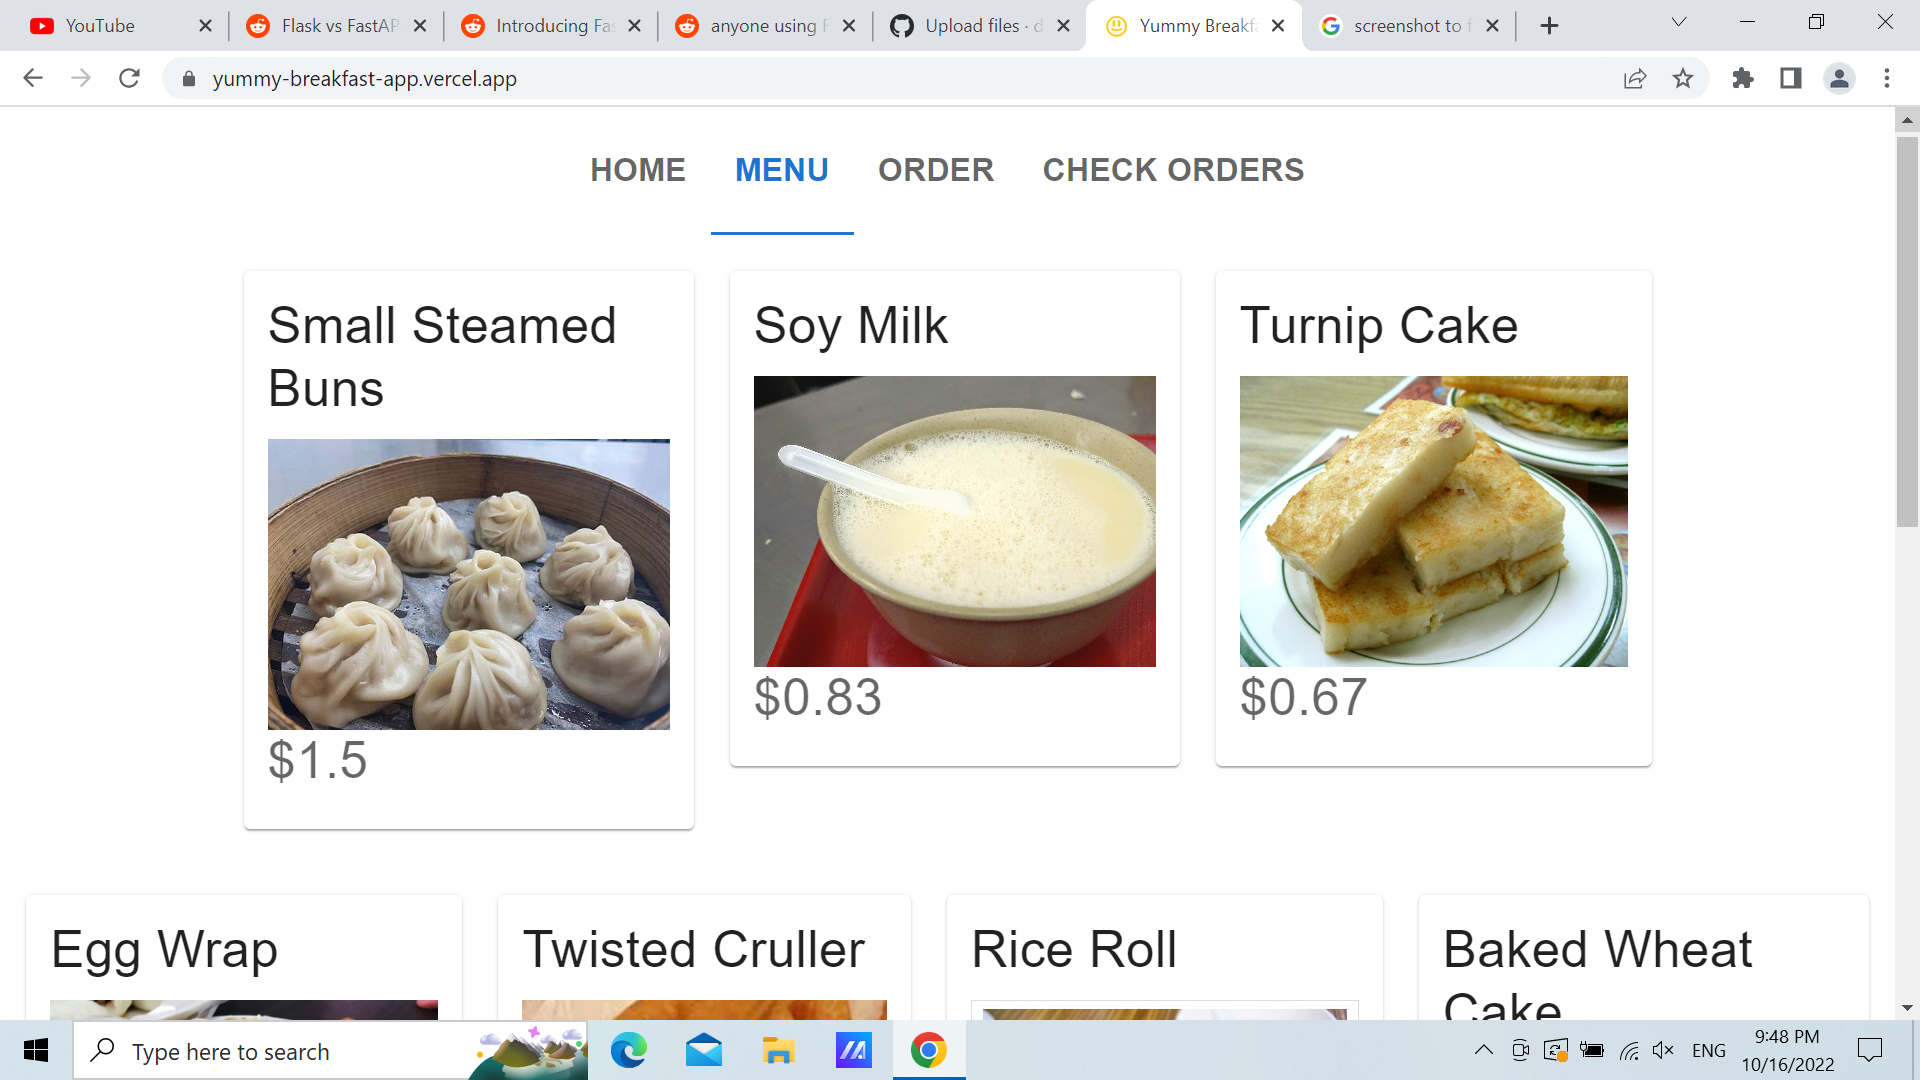 YouTube
Flask vs FastAP
Introducing Fas
anyone using F
Upload files · d
Yummy Breakfa
screenshot to f
yummy-breakfast-app.vercel.app
HOME MENU ORDER CHECK ORDERS
Small Steamed
Buns
$1.5
Soy Milk
$0.83
Turnip Cake
$0.67
Egg Wrap
Twisted Cruller
Rice Roll
Baked Wheat
Cake
Type here to search
ENG
9:48 PM
10/16/2022